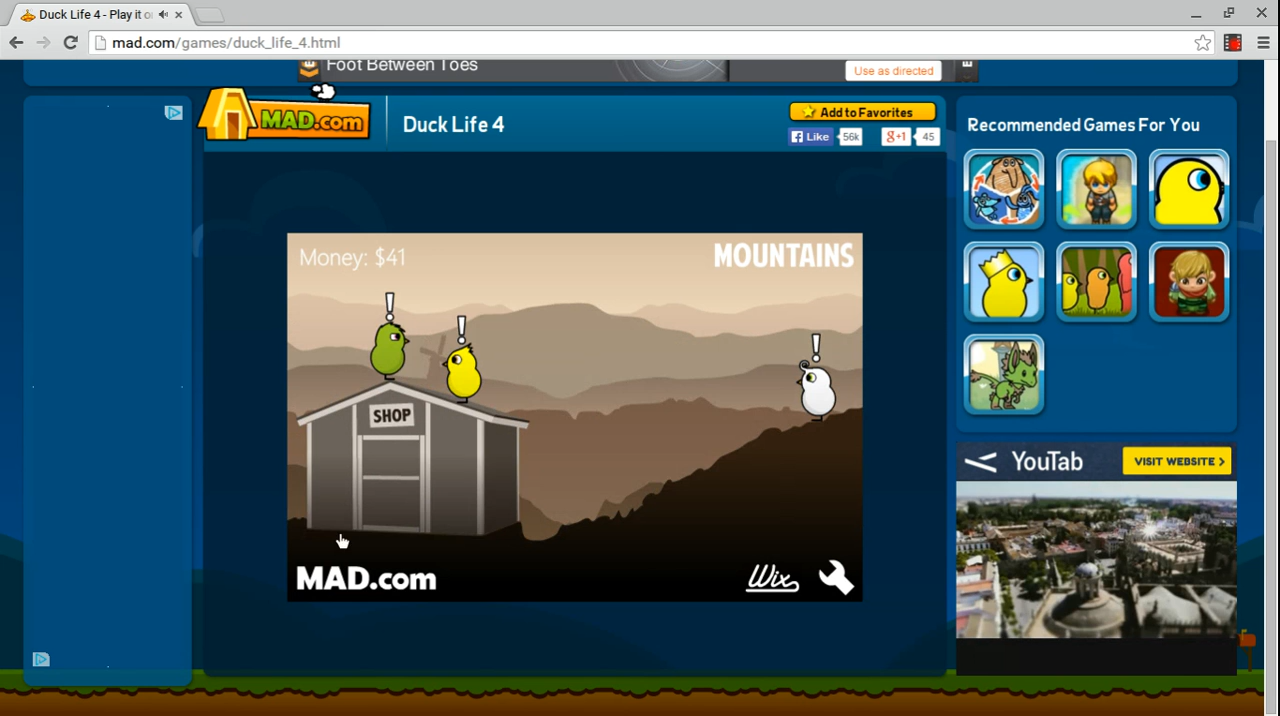 Duck Life 4 - Play it o
mad.com/games/duck_life_4.html
Foot Between Toes
Use as directed
MAD.com
Duck Life 4
Add to Favorites
Like 56k
g+1 45
Recommended Games For You
Money: $41
MOUNTAINS
!
!
!
SHOP
MAD.com
Wix
YouTab
VISIT WEBSITE >